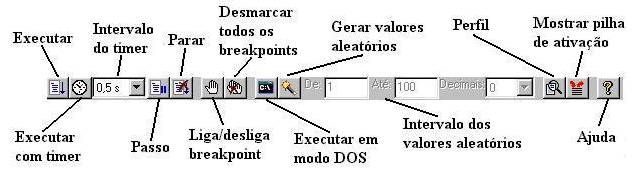 Desmarcar
todos os
breakpoints
Intervalo
do timer
Executar
Parar
Gerar valores
aleatórios
Perfil
Mostrar pilha
de ativação
0,5 s
C:\
De: 1
Até: 100
Decimais: 0
?
Executar
com timer
Passo
Liga/desliga
breakpoint
Executar em
modo DOS
Intervalo dos
valores aleatórios
Ajuda